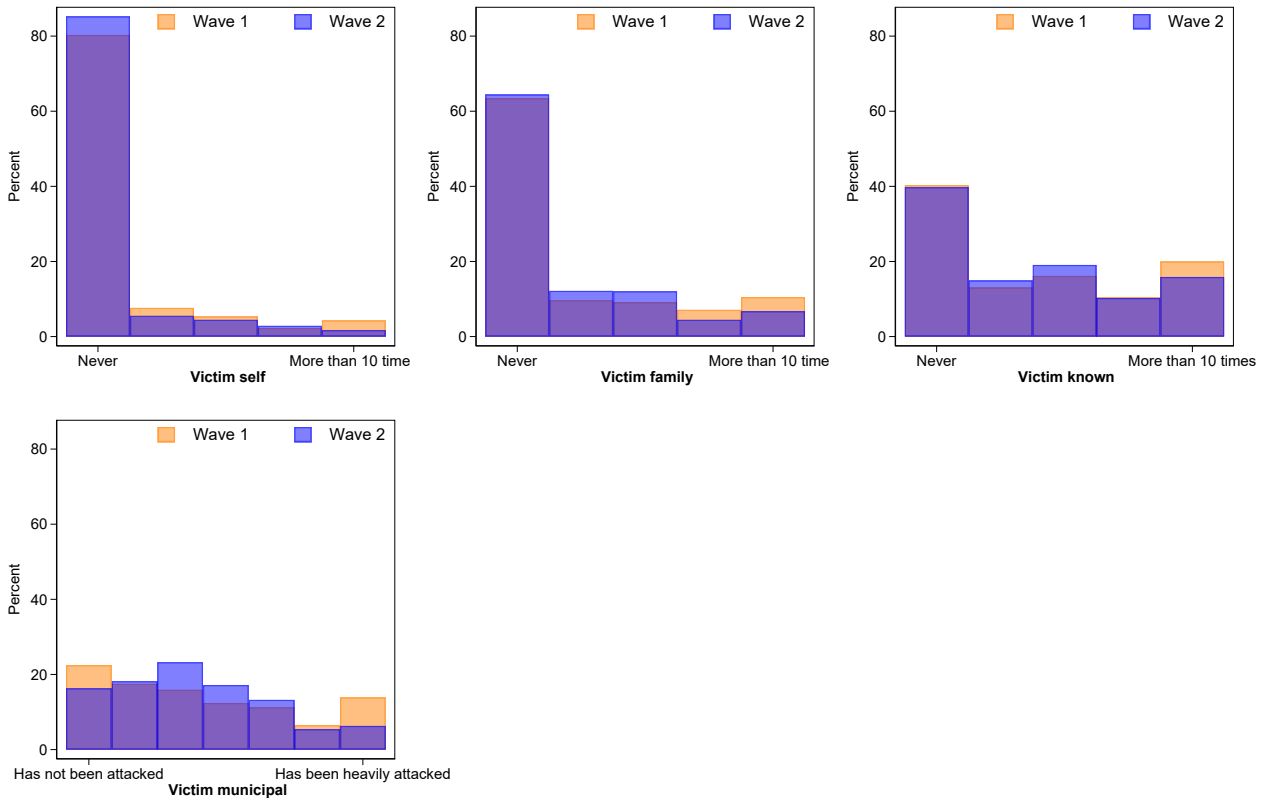 Wave 1 Wave 2
80
60
40
20
0
Percent
Never More than 10 time
Victim self
Wave 1 Wave 2
80
60
40
20
0
Percent
Never More than 10 time
Victim family
Wave 1 Wave 2
80
60
40
20
0
Percent
Never More than 10 times
Victim known
Wave 1 Wave 2
80
60
40
20
0
Percent
Has not been attacked Has been heavily attacked
Victim municipal